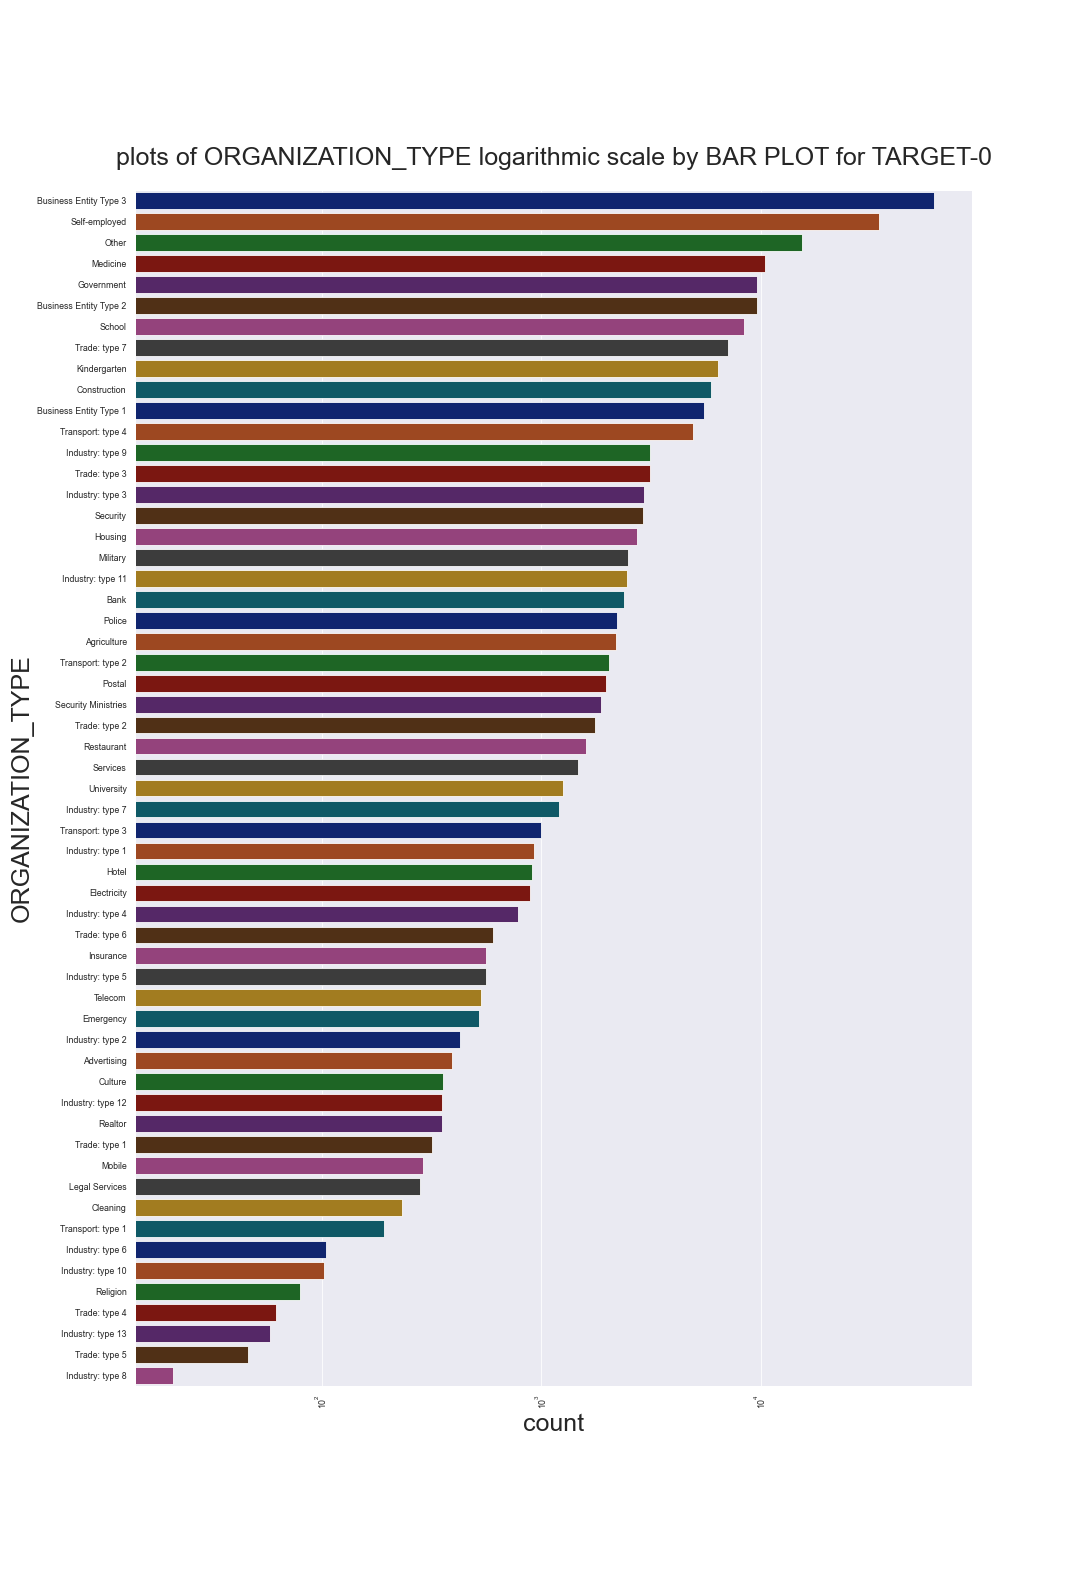 plots of ORGANIZATION_TYPE logarithmic scale by BAR PLOT for TARGET-0
ORGANIZATION_TYPE
Business Entity Type 3
Self-employed
Other
Medicine
Government
Business Entity Type 2
School
Trade: type 7
Kindergarten
Construction
Business Entity Type 1
Transport: type 4
Industry: type 9
Trade: type 3
Industry: type 3
Security
Housing
Military
Industry: type 11
Bank
Police
Agriculture
Transport: type 2
Postal
Security Ministries
Trade: type 2
Restaurant
Services
University
Industry: type 7
Transport: type 3
Industry: type 1
Hotel
Electricity
Industry: type 4
Trade: type 6
Insurance
Industry: type 5
Telecom
Emergency
Industry: type 2
Advertising
Culture
Industry: type 12
Realtor
Trade: type 1
Mobile
Legal Services
Cleaning
Transport: type 1
Industry: type 6
Industry: type 10
Religion
Trade: type 4
Industry: type 13
Trade: type 5
Industry: type 8
10² 10³ 10⁴
count